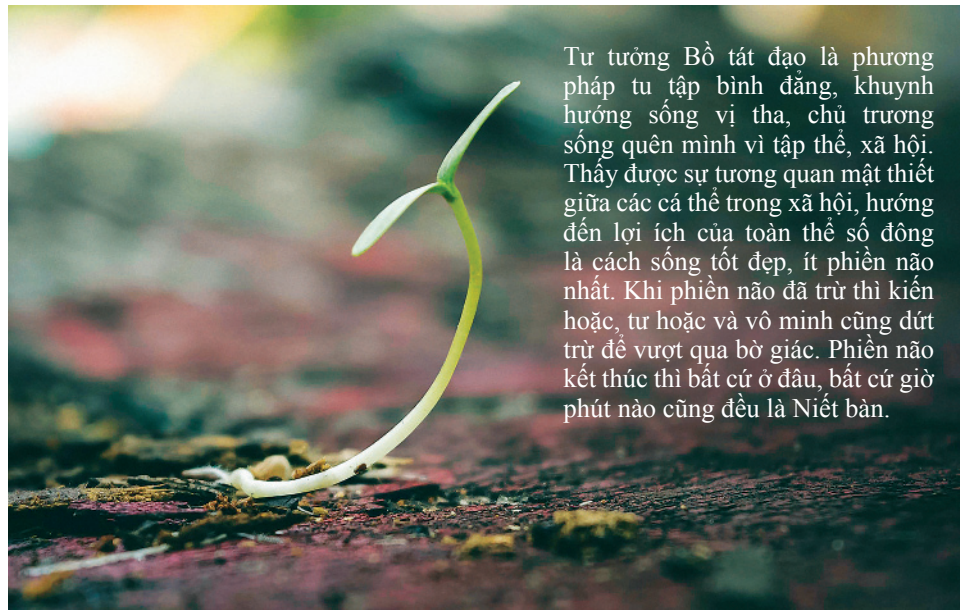 Tư tưởng Bồ tát đạo là phương
pháp tu tập bình đẳng, khuynh
hướng sống vị tha, chủ trương
sống quên mình vì tập thể, xã hội.
Thấy được sự tương quan mật thiết
giữa các cá thể trong xã hội, hướng
đến lợi ích của toàn thể số đông
là cách sống tốt đẹp, ít phiền não
nhất. Khi phiền não đã trừ thì kiến
hoặc, tư hoặc và vô minh cũng dứt
trừ để vượt qua bờ giác. Phiền não
kết thúc thì bất cứ ở đâu, bất cứ giờ
phút nào cũng đều là Niết bàn.